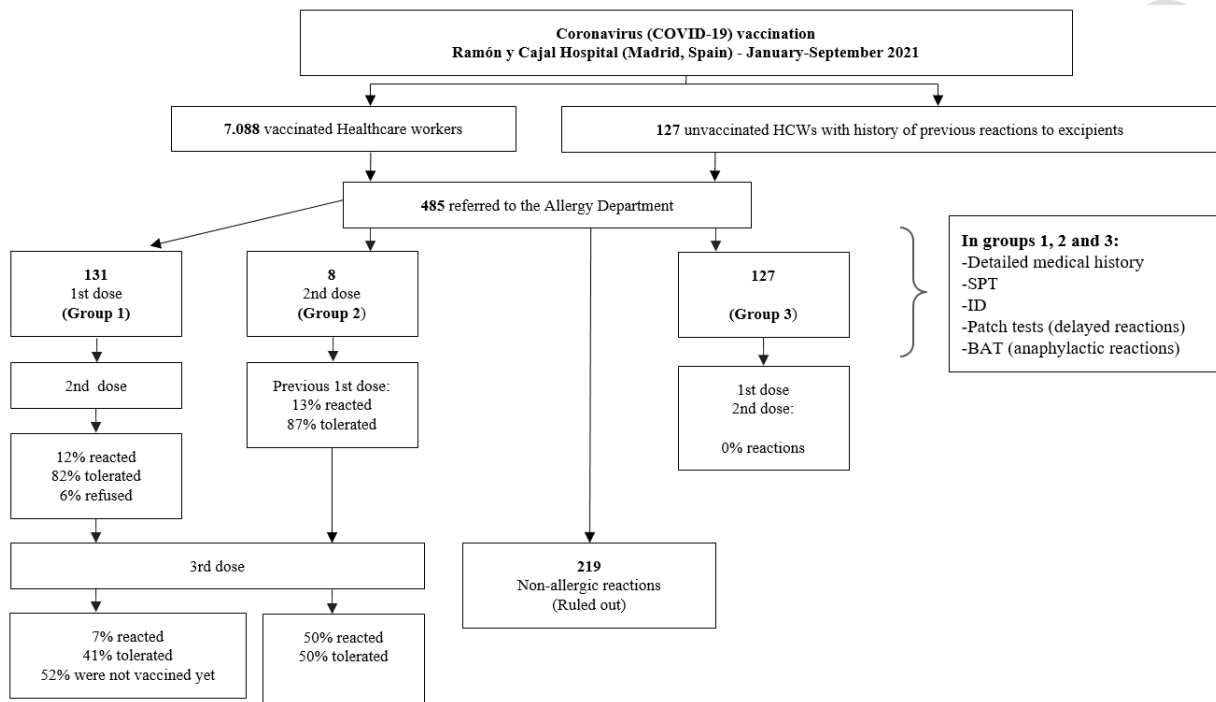 Coronavirus (COVID-19) vaccination
Ramón y Cajal Hospital (Madrid, Spain) - January-September 2021
7.088 vaccinated Healthcare workers
127 unvaccinated HCWs with history of previous reactions to excipients
485 referred to the Allergy Department
131
1st dose
(Group 1)
8
2nd dose
(Group 2)
127
(Group 3)
In groups 1, 2 and 3:
-Detailed medical history
-SPT
-ID
-Patch tests (delayed reactions)
-BAT (anaphylactic reactions)
2nd dose
Previous 1st dose:
13% reacted
87% tolerated
1st dose
2nd dose:
0% reactions
12% reacted
82% tolerated
6% refused
3rd dose
219
Non-allergic reactions
(Ruled out)
7% reacted
41% tolerated
52% were not vaccined yet
50% reacted
50% tolerated